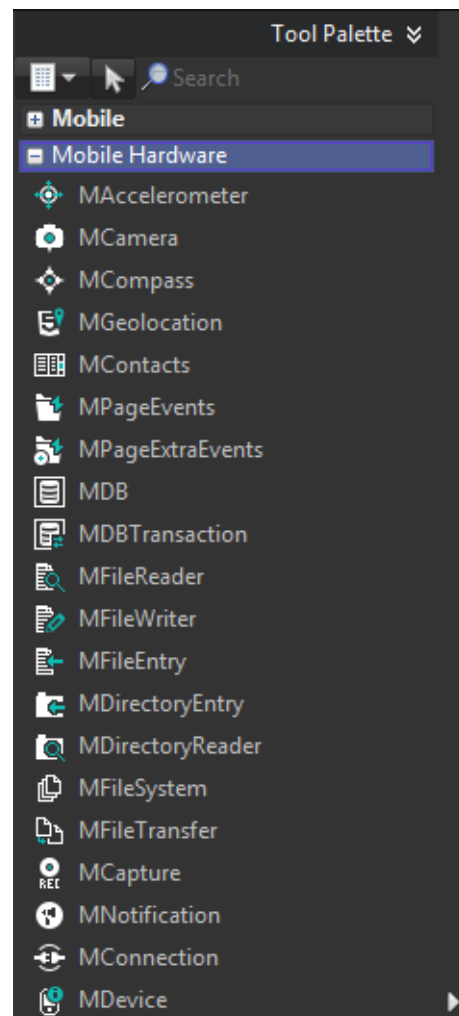 Tool Palette
Search
Mobile
Mobile Hardware
MAccelerometer
MCamera
MCompass
MGeolocation
MContacts
MPageEvents
MPageExtraEvents
MDB
MDBTransaction
MFileReader
MFileWriter
MFileEntry
MDirectoryEntry
MDirectoryReader
MFileSystem
MFileTransfer
REC
MCapture
MNotification
MConnection
MDevice